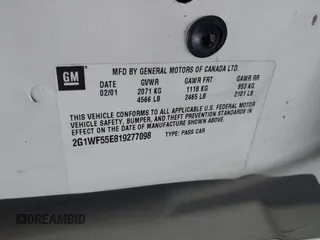 GM
MFD BY GENERAL MOTORS OF CANADA LTD.
DATE GVWR GAWR FRT GAWR RR
02/01 2071 KG 1118 KG 953 KG
4566 LB 2465 LB 2101 LB
THIS VEHICLE CONFORMS TO ALL APPLICABLE U.S. FEDERAL MOTOR
VEHICLE SAFETY, BUMPER, AND THEFT PREVENTION STANDARDS IN
EFFECT ON THE DATE OF MANUFACTURE SHOWN ABOVE.
2G1WF55E819277098 TYPE: PASS CAR
DREAMBID